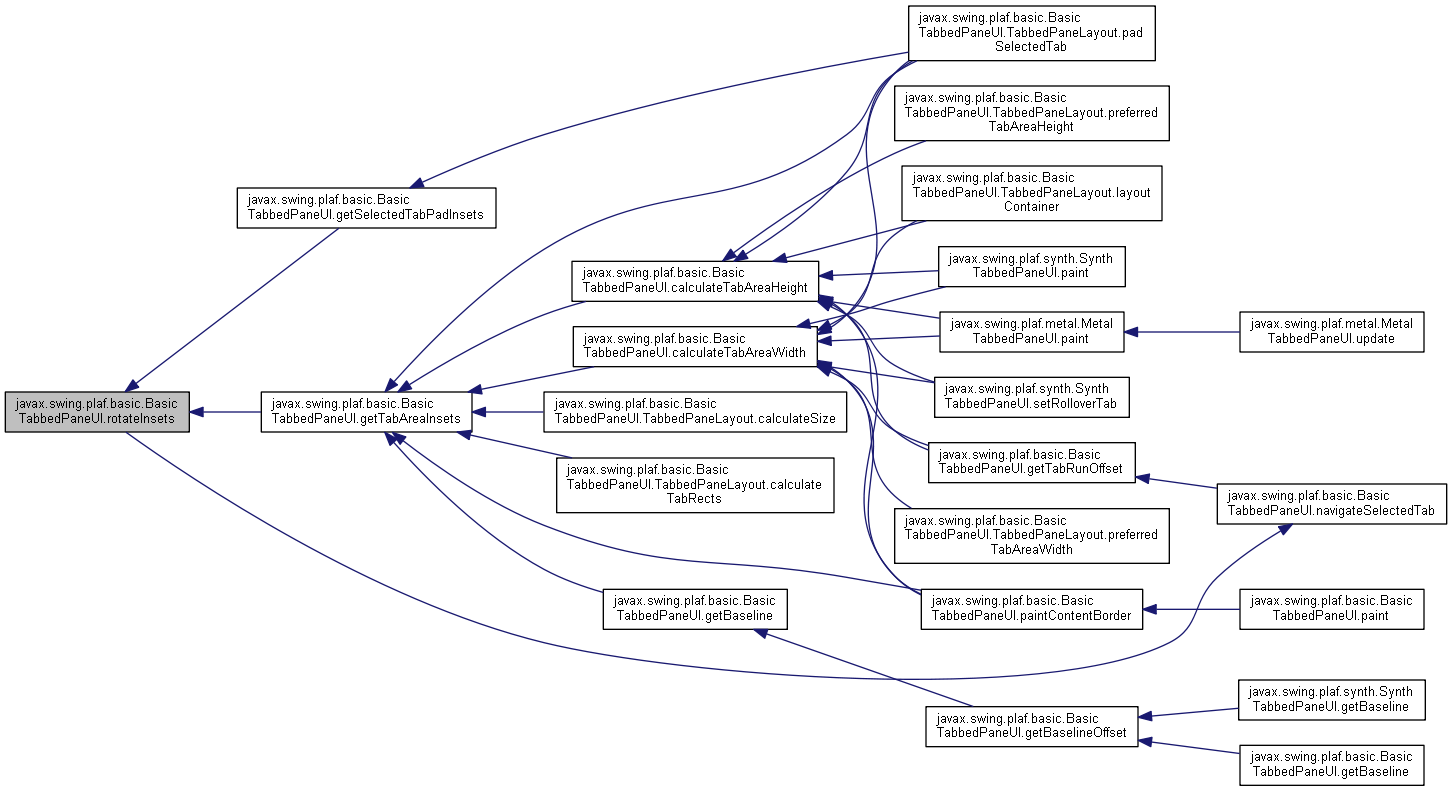 javax.swing.plaf.basic.Basic
TabbedPaneUI.TabbedPaneLayout.pad
SelectedTab
javax.swing.plaf.basic.Basic
TabbedPaneUI.TabbedPaneLayout.preferred
TabAreaHeight
javax.swing.plaf.basic.Basic
TabbedPaneUI.TabbedPaneLayout.layout
Container
javax.swing.plaf.basic.Basic
TabbedPaneUI.getSelectedTabPadInsets
javax.swing.plaf.synth.Synth
TabbedPaneUI.paint
javax.swing.plaf.basic.Basic
TabbedPaneUI.calculateTabAreaHeight
javax.swing.plaf.metal.Metal
TabbedPaneUI.paint
javax.swing.plaf.metal.Metal
TabbedPaneUI.update
javax.swing.plaf.basic.Basic
TabbedPaneUI.calculateTabAreaWidth
javax.swing.plaf.synth.Synth
TabbedPaneUI.setRolloverTab
javax.swing.plaf.basic.Basic
TabbedPaneUI.rotateInsets
javax.swing.plaf.basic.Basic
TabbedPaneUI.getTabAreaInsets
javax.swing.plaf.basic.Basic
TabbedPaneUI.TabbedPaneLayout.calculateSize
javax.swing.plaf.basic.Basic
TabbedPaneUI.getTabRunOffset
javax.swing.plaf.basic.Basic
TabbedPaneUI.TabbedPaneLayout.calculate
TabRects
javax.swing.plaf.basic.Basic
TabbedPaneUI.navigateSelectedTab
javax.swing.plaf.basic.Basic
TabbedPaneUI.TabbedPaneLayout.preferred
TabAreaWidth
javax.swing.plaf.basic.Basic
TabbedPaneUI.getBaseline
javax.swing.plaf.basic.Basic
TabbedPaneUI.paintContentBorder
javax.swing.plaf.basic.Basic
TabbedPaneUI.paint
javax.swing.plaf.synth.Synth
TabbedPaneUI.getBaseline
javax.swing.plaf.basic.Basic
TabbedPaneUI.getBaselineOffset
javax.swing.plaf.basic.Basic
TabbedPaneUI.getBaseline